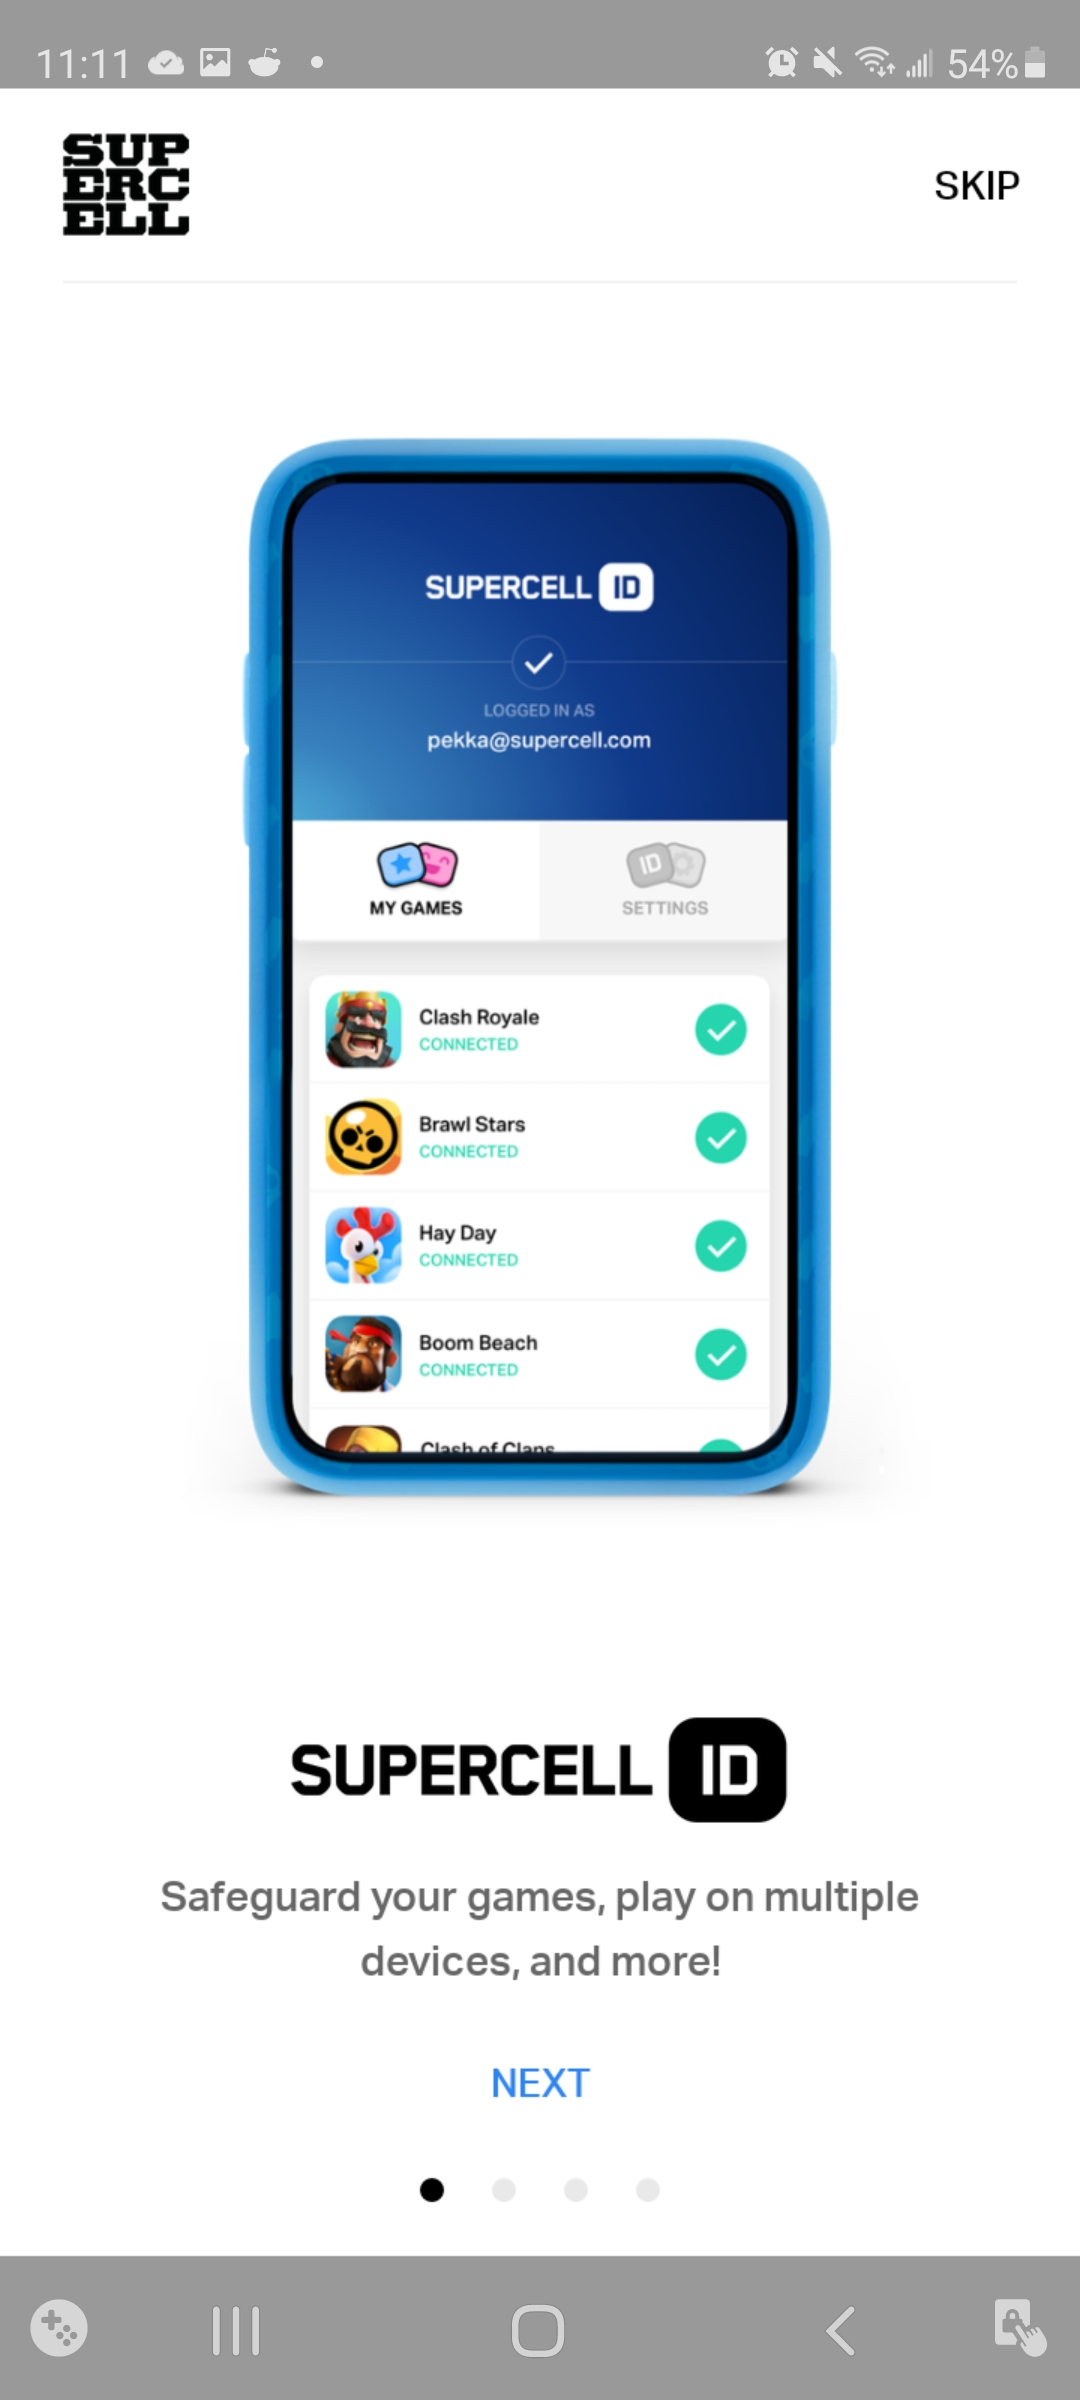 11:11
54%
SUP
ERC
ELL
SKIP
SUPERCELL ID
LOGGED IN AS
pekka@supercell.com
MY GAMES
SETTINGS
ID
Clash Royale
CONNECTED
Brawl Stars
CONNECTED
Hay Day
CONNECTED
Boom Beach
CONNECTED
Clash of Clans
SUPERCELL ID
Safeguard your games, play on multiple
devices, and more!
NEXT